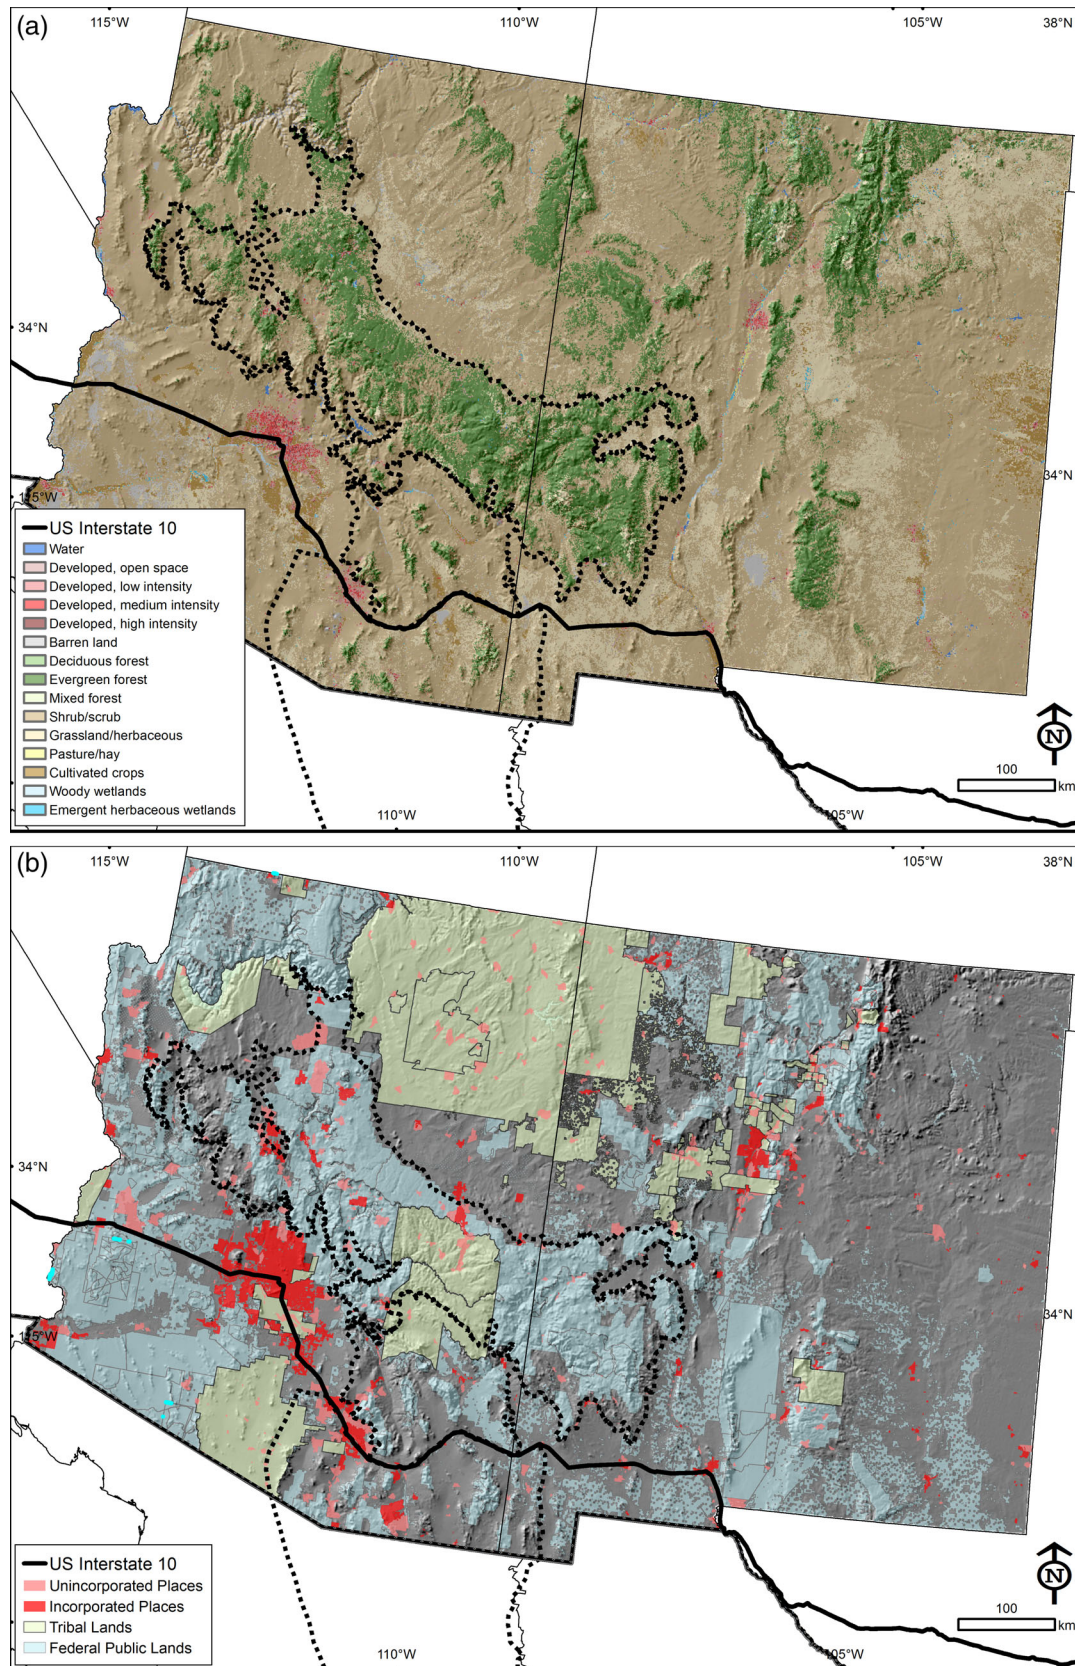 (a)
115°W
110°W
105°W
38°N
34°N
34°N
115°W
US Interstate 10
Water
Developed, open space
Developed, low intensity
Developed, medium intensity
Developed, high intensity
Barren land
Deciduous forest
Evergreen forest
Mixed forest
Shrub/scrub
Grassland/herbaceous
Pasture/hay
Cultivated crops
Woody wetlands
Emergent herbaceous wetlands
N
100
km
110°W
105°W
(b)
115°W
110°W
105°W
38°N
34°N
34°N
115°W
US Interstate 10
Unincorporated Places
Incorporated Places
Tribal Lands
Federal Public Lands
N
100
km
110°W
105°W